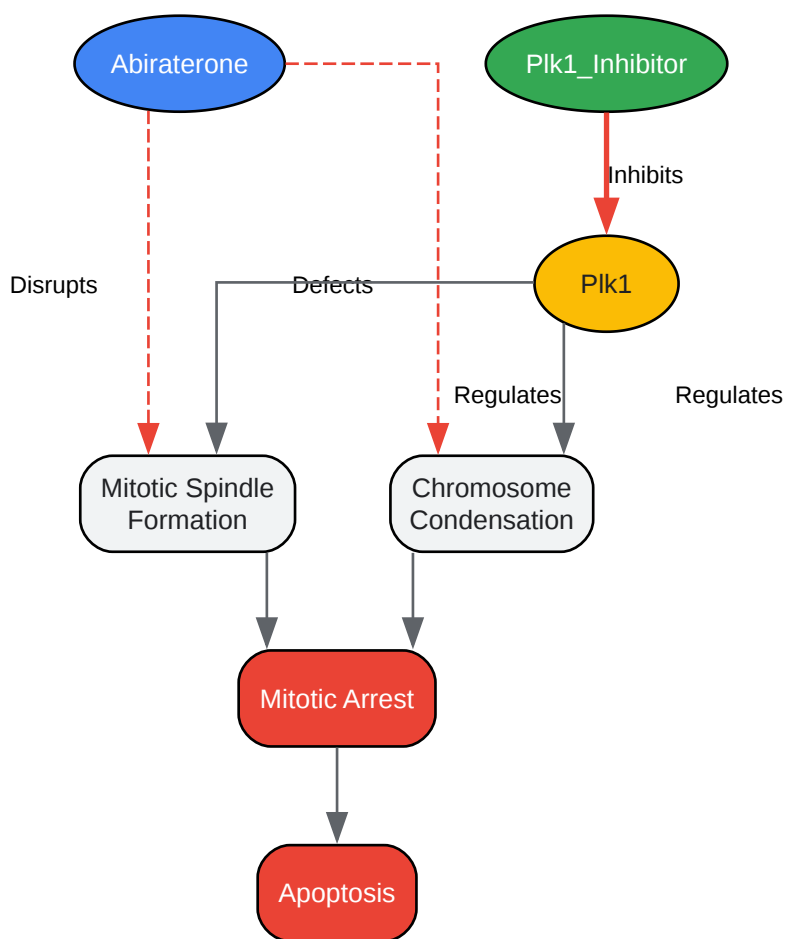 Abiraterone
Plk1_Inhibitor
Inhibits
Plk1
Disrupts
Defects
Regulates
Regulates
Mitotic Spindle
Formation
Chromosome
Condensation
Mitotic Arrest
Apoptosis